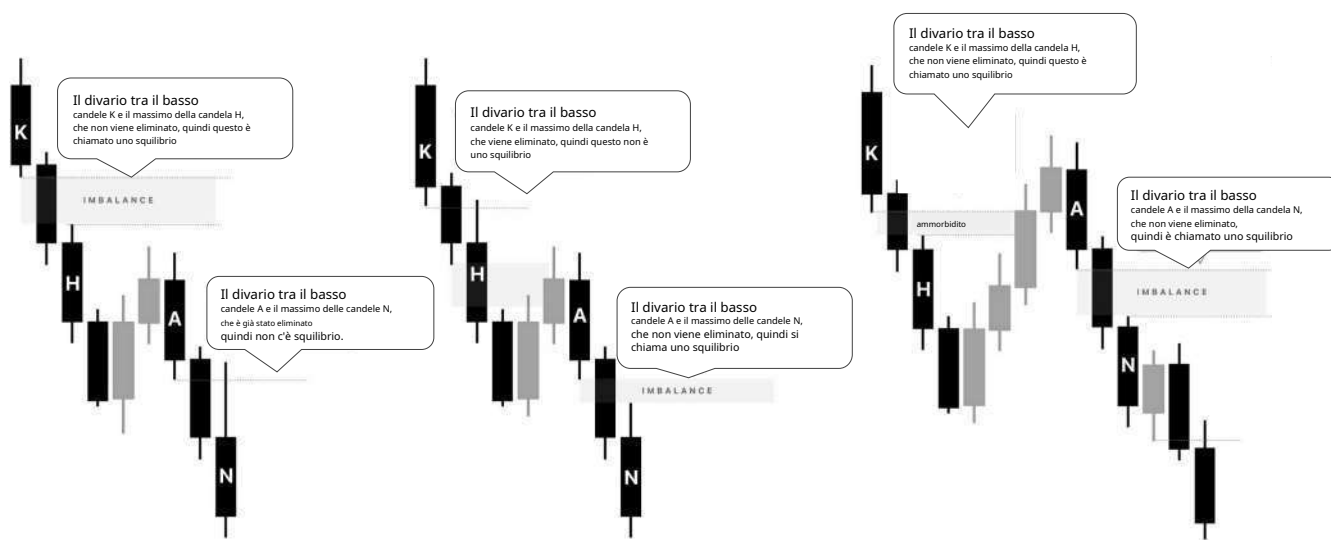 Il divario tra il basso
candele K e il massimo della candela H,
che non viene eliminato, quindi questo è
chiamato uno squilibrio
K
IMBALANCE
H
A
Il divario tra il basso
candele A e il massimo delle candele N,
che è già stato eliminato
quindi non c'è squilibrio.
N
Il divario tra il basso
candele K e il massimo della candela H,
che viene eliminato, quindi questo non è
uno squilibrio
K
H
A
Il divario tra il basso
candele A e il massimo delle candele N,
che non viene eliminato, quindi si
chiama uno squilibrio
IMBALANCE
N
Il divario tra il basso
candele K e il massimo della candela H,
che non viene eliminato, quindi questo è
chiamato uno squilibrio
K
ammorbidito
H
A
Il divario tra il basso
candele A e il massimo della candela N,
che non viene eliminato,
quindi è chiamato uno squilibrio
IMBALANCE
N